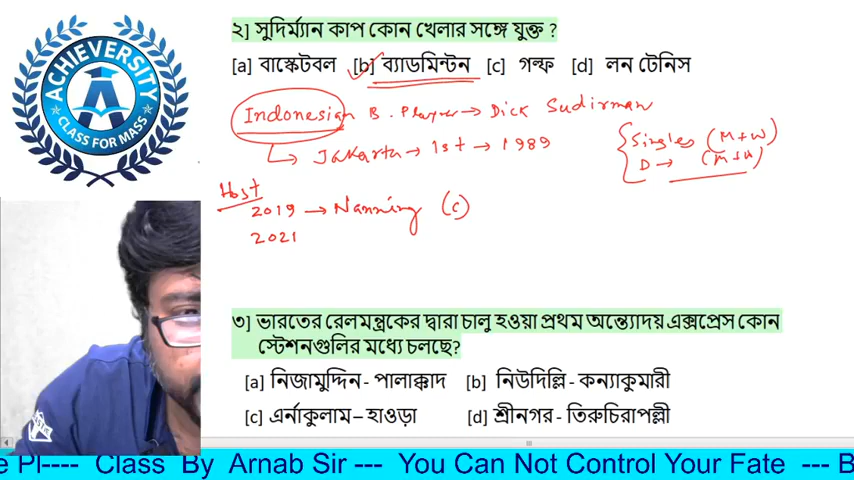 ACHIEVERSITY
CLASS FOR MASS
২] সুদির্ম্যান কাপ কোন খেলার সঙ্গে যুক্ত ?
[a] বাস্কেটবল [b] ব্যাডমিন্টন [c] গল্ফ [d] লন টেনিস
Indonesian B. Player → Dick Sudirman
Jakarta → 1st → 1989
Singles (M+W)
D → (M+W)
Host
2019 → Nanning (C)
2021
৩] ভারতের রেলমন্ত্রকের দ্বারা চালু হওয়া প্রথম অন্ত্যোদয় এক্সপ্রেস কোন
স্টেশনগুলির মধ্যে চলছে?
[a] নিজামুদ্দিন- পালাক্কাদ [b] নিউদিল্লি - কন্যাকুমারী
[c] এর্নাকুলাম– হাওড়া [d] শ্রীনগর - তিরুচিরাপল্লী
e Pl---- Class By Arnab Sir --- You Can Not Control Your Fate --- B